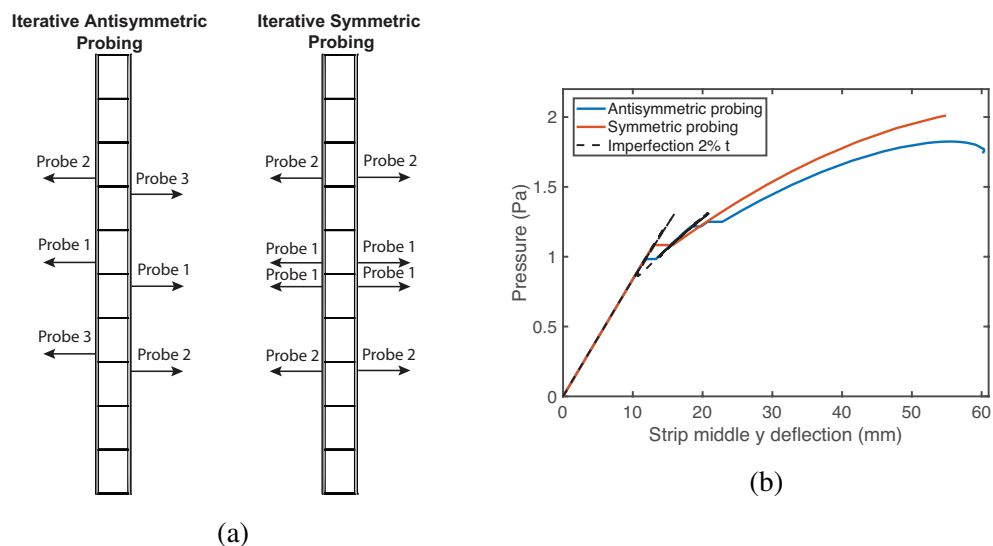 Iterative Antisymmetric
Probing
Probe 2
Probe 3
Probe 1
Probe 1
Probe 3
Probe 2
Iterative Symmetric
Probing
Probe 2
Probe 2
Probe 1
Probe 1
Probe 1
Probe 1
Probe 2
Probe 2
(a)
Antisymmetric probing
Symmetric probing
Imperfection 2% t
Pressure (Pa)
2
1.5
1
0.5
0
0
10
20
30
40
50
60
Strip middle y deflection (mm)
(b)